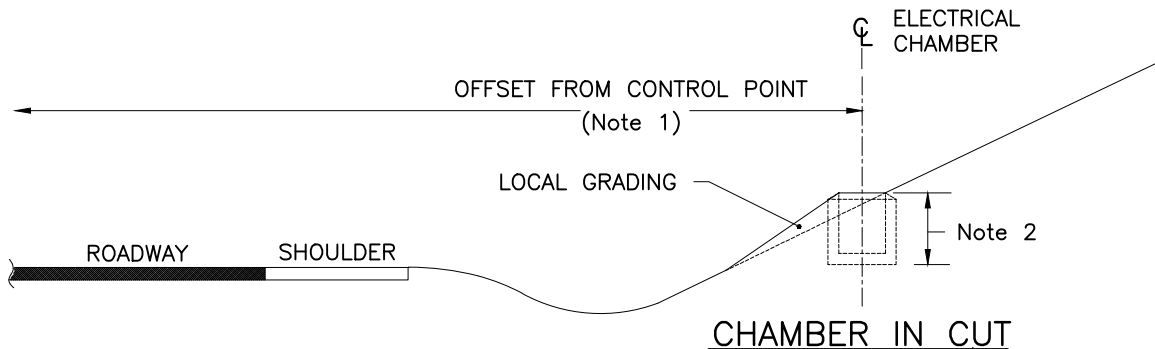 ℄ ELECTRICAL
CHAMBER
OFFSET FROM CONTROL POINT
(Note 1)
LOCAL GRADING
Note 2
ROADWAY
SHOULDER
CHAMBER IN CUT